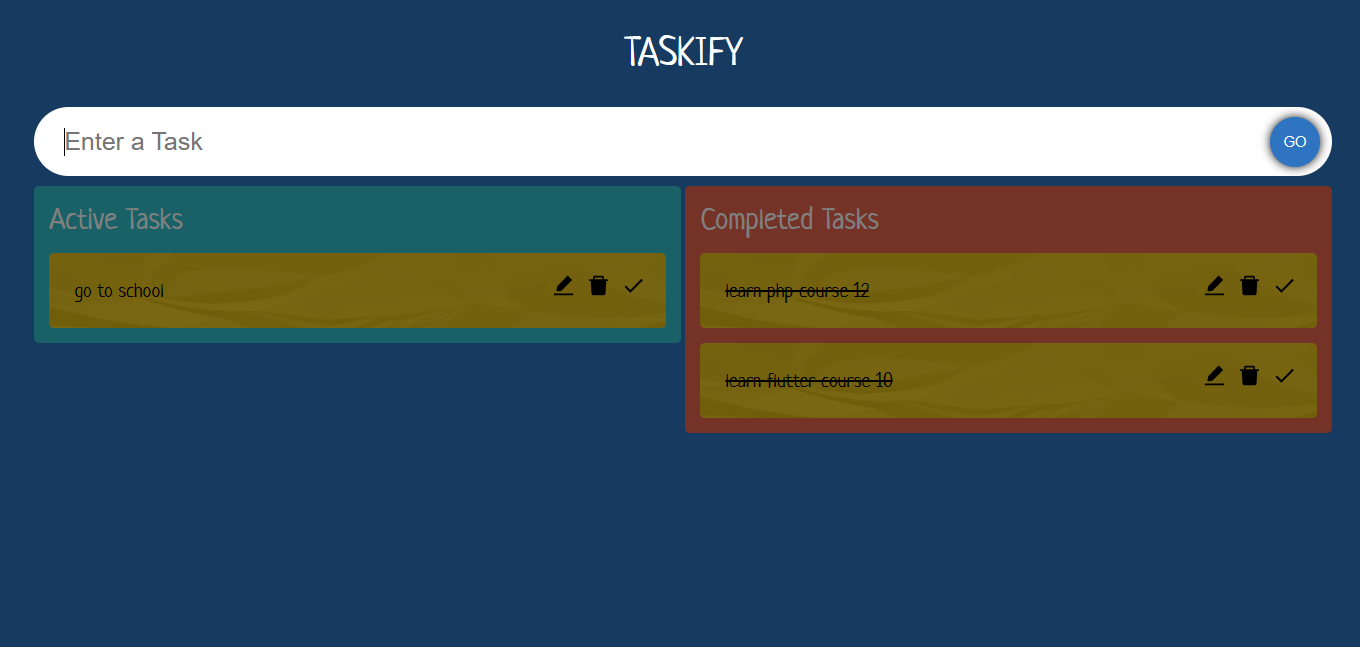 TASKIFY
Enter a Task
GO
Active Tasks
go to school
Completed Tasks
learn php course 12
learn flutter course 10